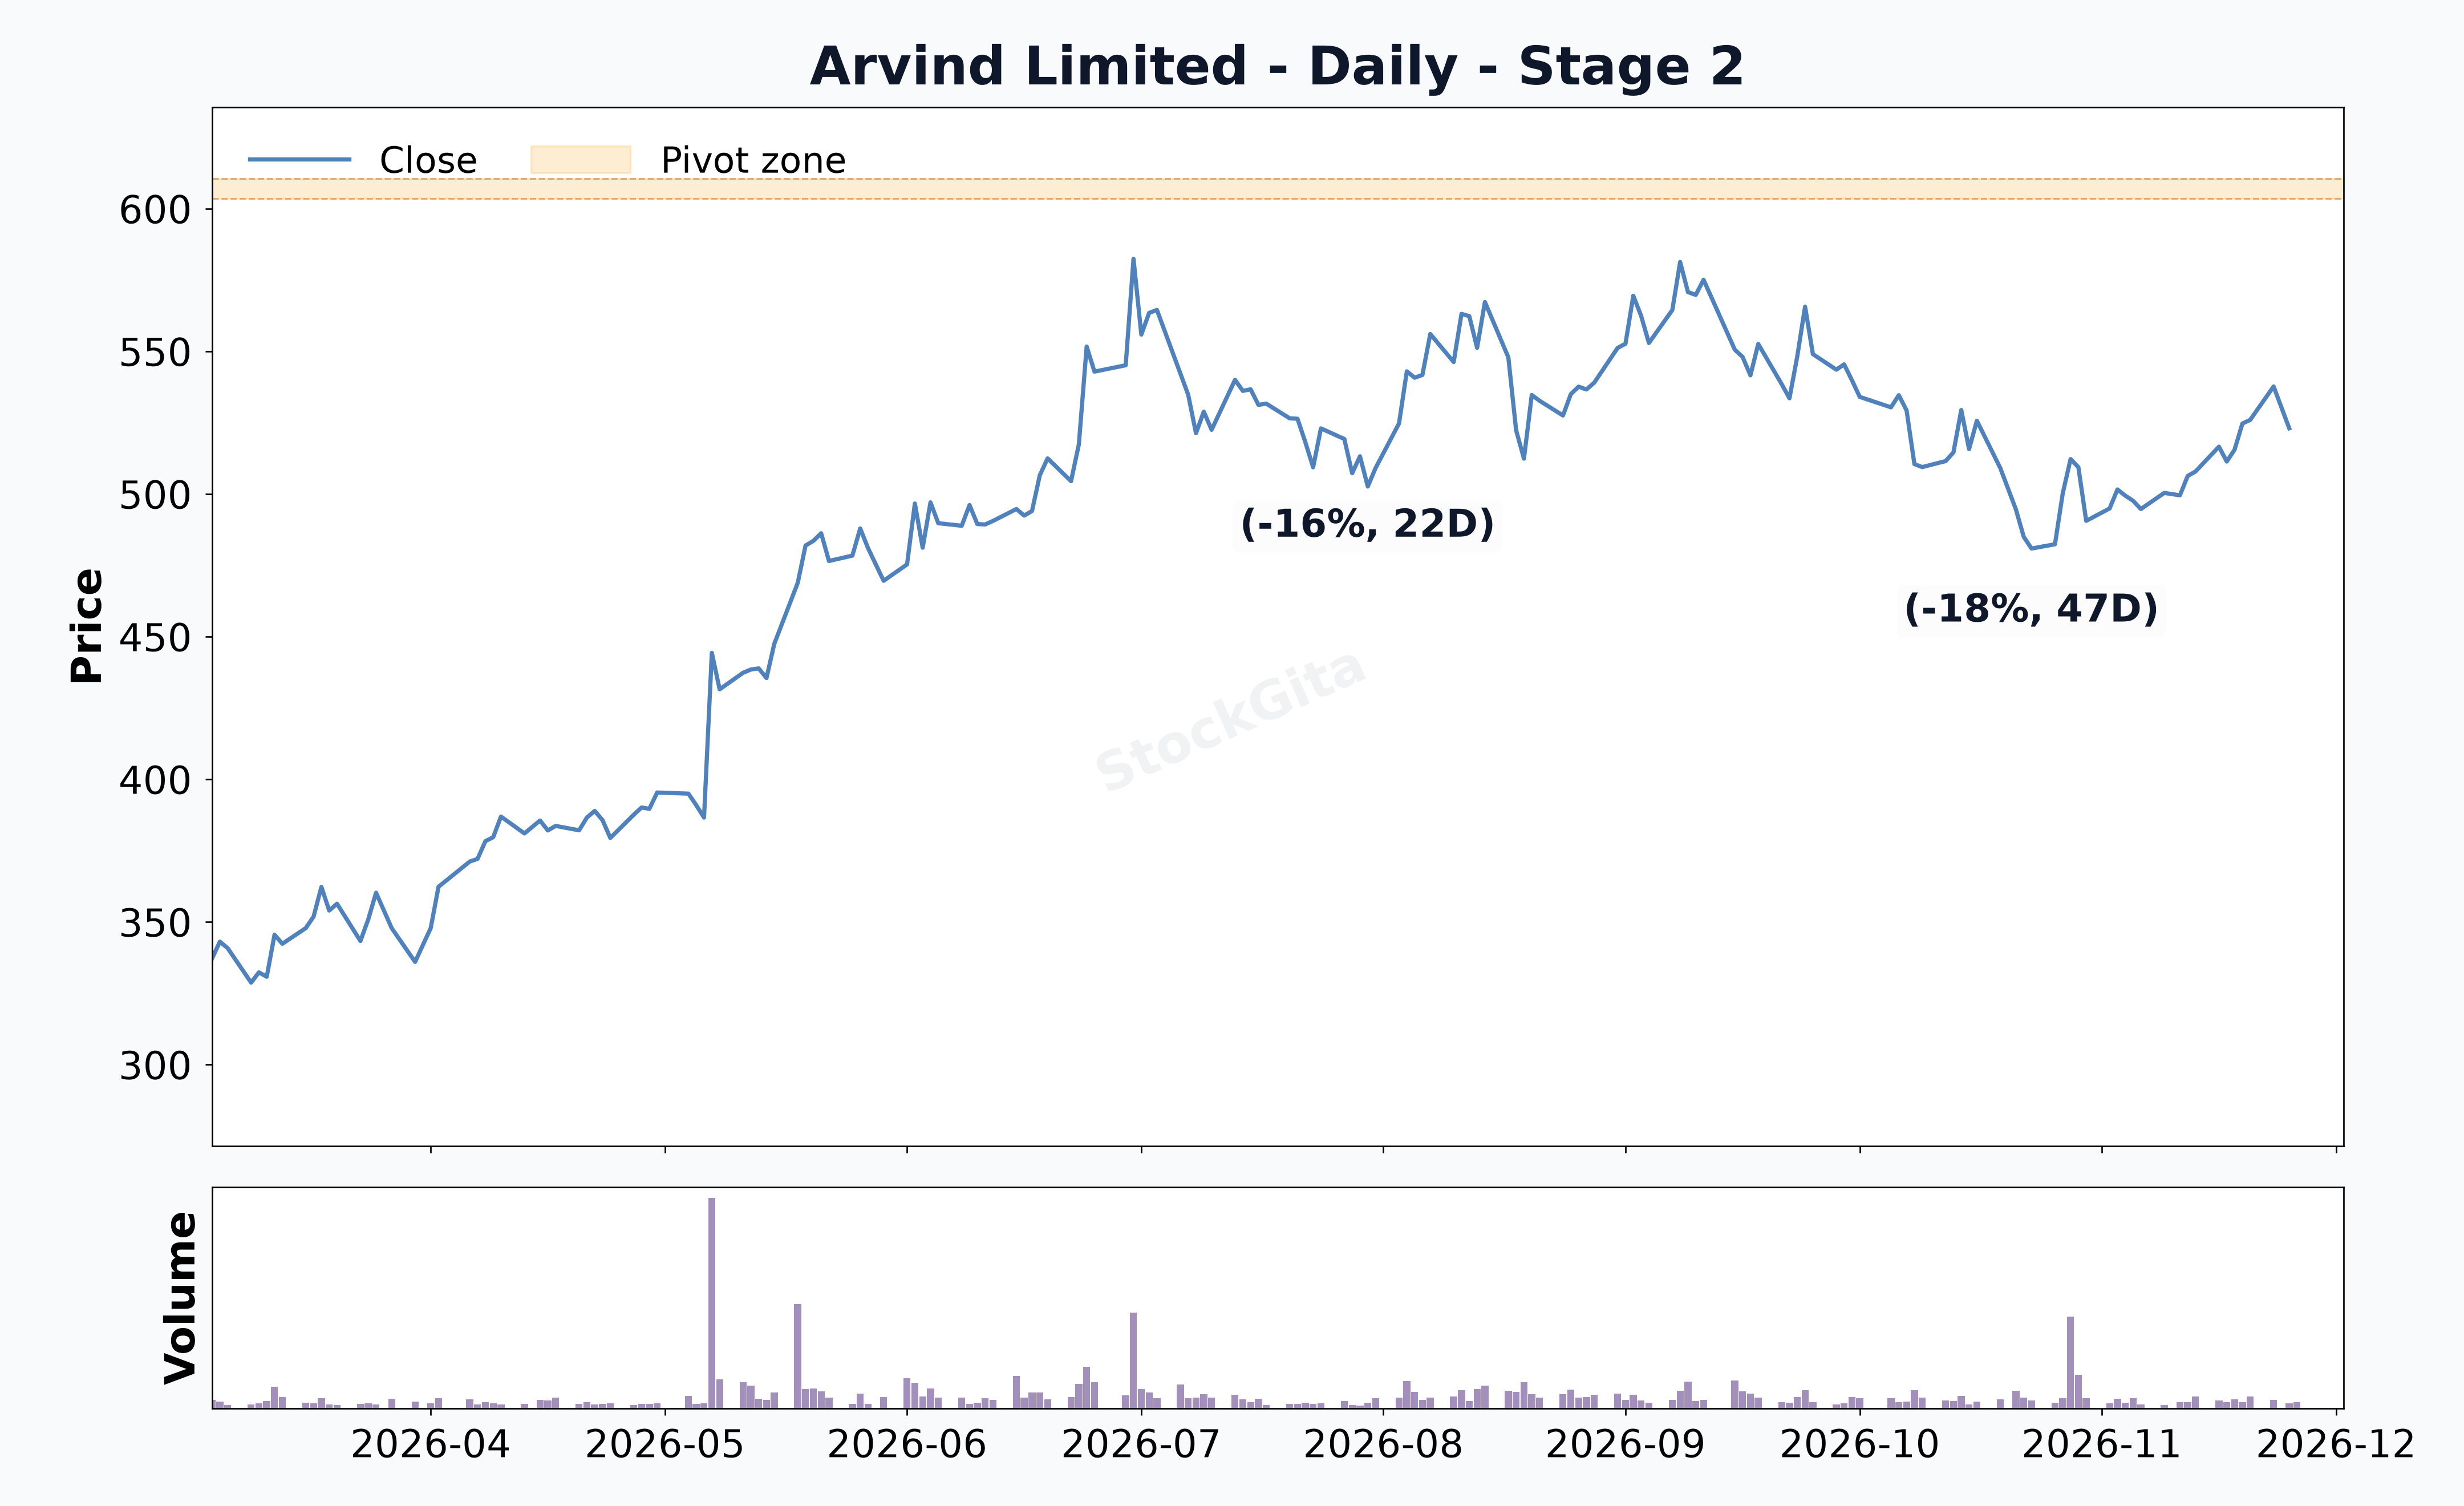 Arvind Limited - Daily - Stage 2
Close
Pivot zone
600
550
500
450
400
350
300
Price
(-16%, 22D)
(-18%, 47D)
StockGita
Volume
2026-04
2026-05
2026-06
2026-07
2026-08
2026-09
2026-10
2026-11
2026-12